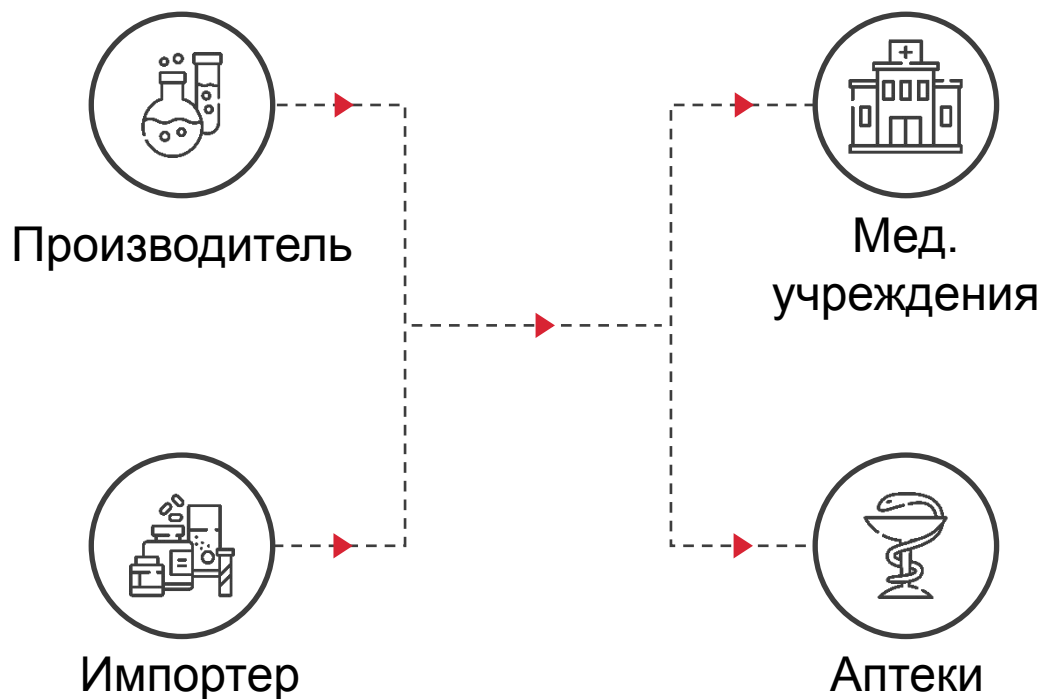 Производитель
Мед.
учреждения
Импортер
Аптеки